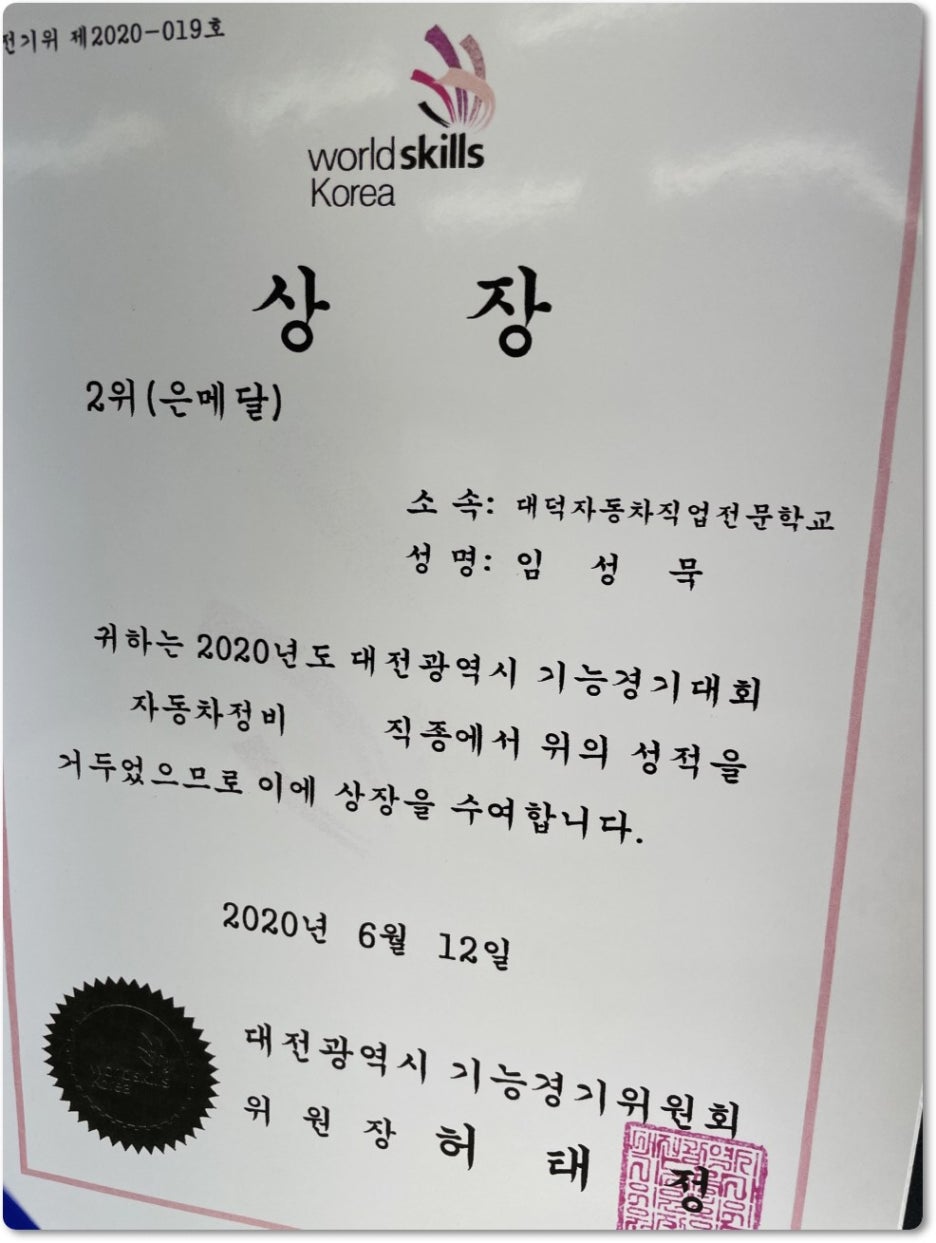 전기위 제2020-019호
worldskills
Korea
상 장
2위(은메달)
소 속: 대덕자동차직업전문학교
성 명: 임 성 묵
귀하는 2020년도 대전광역시 기능경기대회
자동차정비 직종에서 위의 성적을
거두었으므로 이에 상장을 수여합니다.
2020년 6월 12일
worldskills
Korea
대전광역시 기능경기위원회
위 원 장 허 태 정